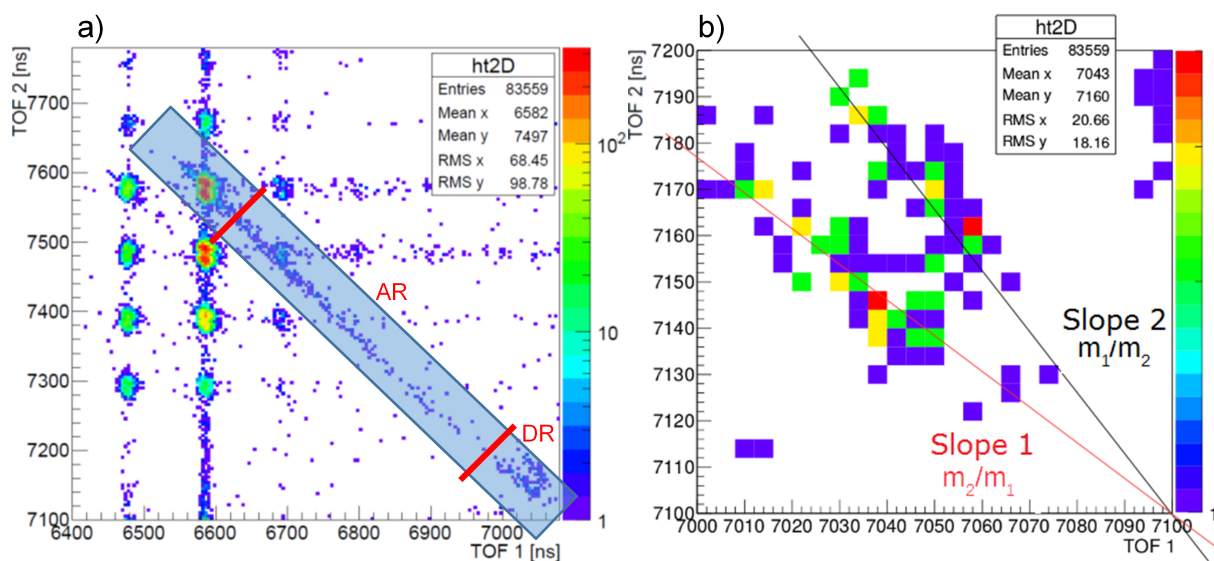 a)
TOF 2 [ns]
7700
7600
7500
7400
7300
7200
7100
6400
6500
6600
6700
6800
6900
7000
TOF 1 [ns]
ht2D
Entries 83559
Mean x 6582
Mean y 7497
RMS x 68.45
RMS y 98.78
10²
10
1
AR
DR
b)
TOF 2 [ns]
7200
7190
7180
7170
7160
7150
7140
7130
7120
7110
7100
7000
7010
7020
7030
7040
7050
7060
7070
7080
7090
7100
TOF 1
ht2D
Entries 83559
Mean x 7043
Mean y 7160
RMS x 20.66
RMS y 18.16
1
Slope 2
m₁/m₂
Slope 1
m₂/m₁